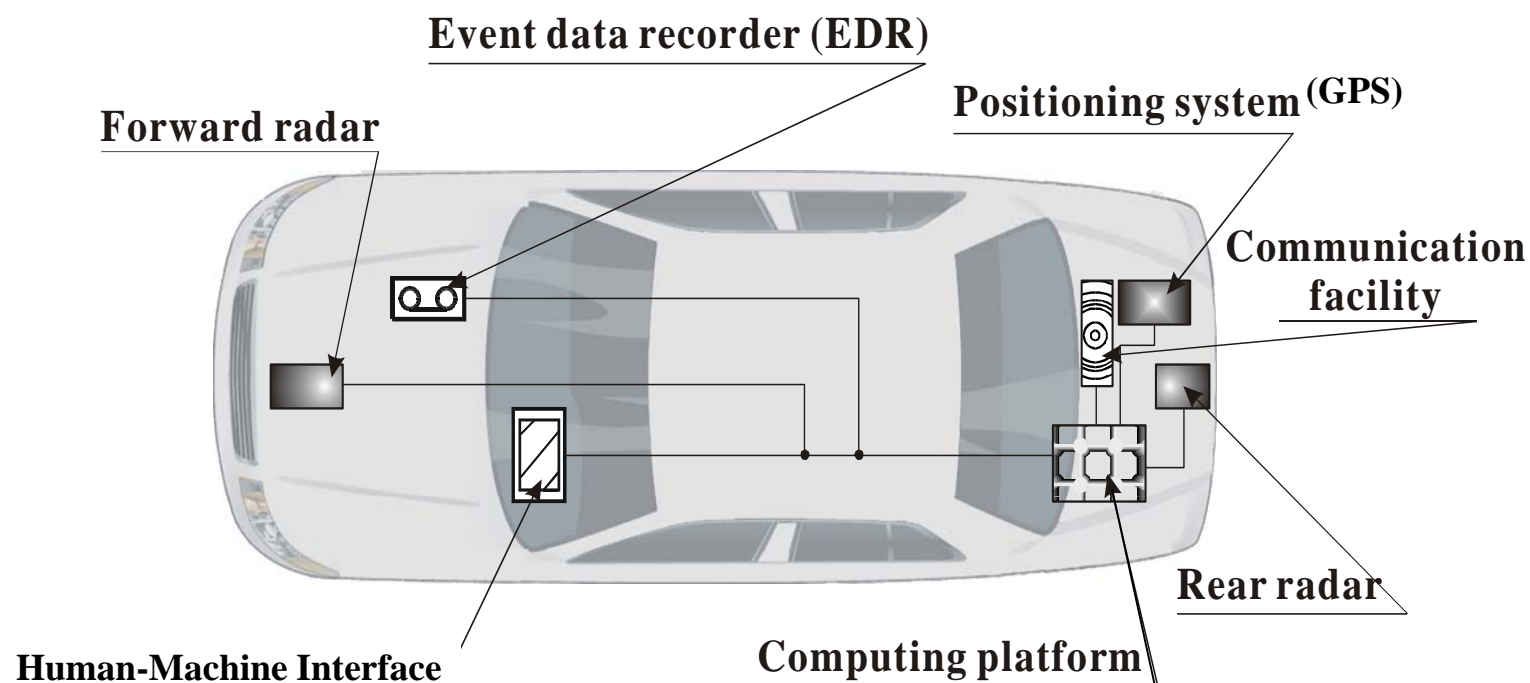 Event data recorder (EDR)
Positioning system (GPS)
Forward radar
Communication
facility
Rear radar
Human-Machine Interface
Computing platform